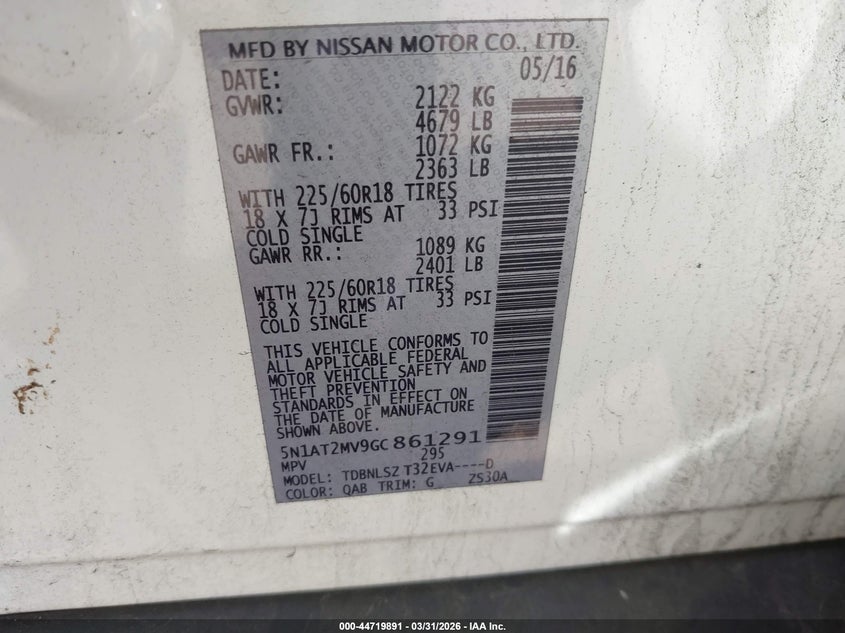 MFD BY NISSAN MOTOR CO., LTD.
DATE: 05/16
GVWR: 2122 KG
4679 LB
GAWR FR.: 1072 KG
2363 LB
WITH 225/60R18 TIRES
18 X 7J RIMS AT 33 PSI
COLD SINGLE
GAWR RR.: 1089 KG
2401 LB
WITH 225/60R18 TIRES
18 X 7J RIMS AT 33 PSI
COLD SINGLE
THIS VEHICLE CONFORMS TO
ALL APPLICABLE FEDERAL
MOTOR VEHICLE SAFETY AND
THEFT PREVENTION
STANDARDS IN EFFECT ON
THE DATE OF MANUFACTURE
SHOWN ABOVE.
5N1AT2MV9GC861291
MPV 295
MODEL: TDBNLS2 T32EVA----D
COLOR: QAB TRIM: G ZS30A
000-44719891 - 03/31/2026 - IAA Inc.